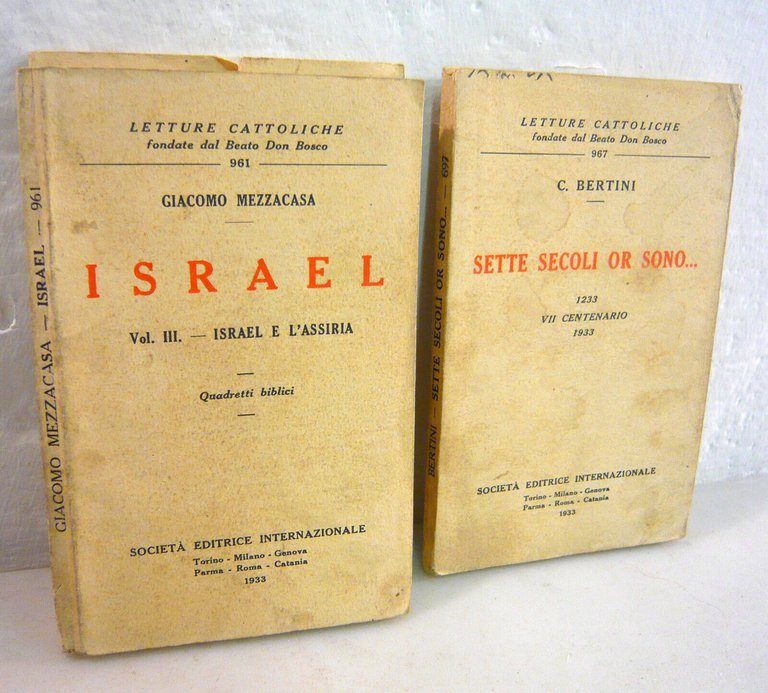 GIACOMO MEZZACASA — ISRAEL — 961
LETTURE CATTOLICHE
fondate dal Beato Don Bosco
961
GIACOMO MEZZACASA
ISRAEL
Vol. III. — ISRAEL E L'ASSIRIA
Quadretti biblici
SOCIETÀ EDITRICE INTERNAZIONALE
Torino - Milano - Genova
Parma - Roma - Catania
1933
BERTINI — SETTE SECOLI OR SONO... — 697
LETTURE CATTOLICHE
fondate dal Beato Don Bosco
967
C. BERTINI
SETTE SECOLI OR SONO...
1233
VII CENTENARIO
1933
SOCIETÀ EDITRICE INTERNAZIONALE
Torino - Milano - Genova
Parma - Roma - Catania
1933